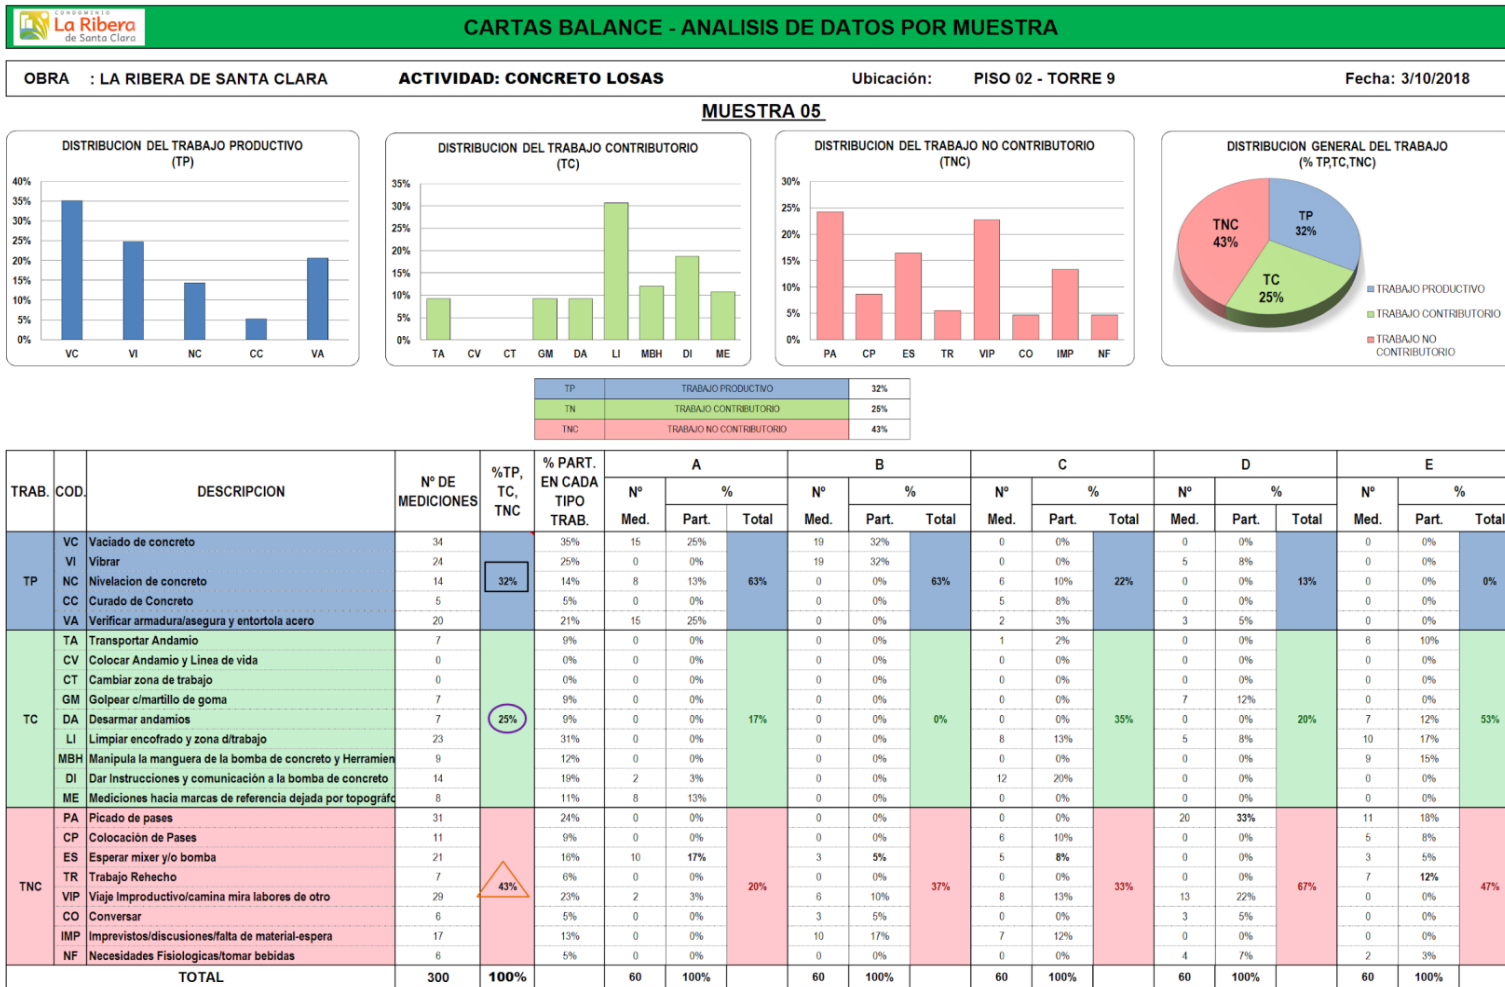 CONDOMINIO
La Ribera
de Santa Clara
CARTAS BALANCE - ANALISIS DE DATOS POR MUESTRA
OBRA : LA RIBERA DE SANTA CLARA ACTIVIDAD: CONCRETO LOSAS Ubicación: PISO 02 - TORRE 9 Fecha: 3/10/2018
MUESTRA 05
DISTRIBUCION DEL TRABAJO PRODUCTIVO
(TP)
40%
35%
30%
25%
20%
15%
10%
5%
0%
VC VI NC CC VA
DISTRIBUCION DEL TRABAJO CONTRIBUTORIO
(TC)
35%
30%
25%
20%
15%
10%
5%
0%
TA CV CT GM DA LI MBH DI ME
DISTRIBUCION DEL TRABAJO NO CONTRIBUTORIO
(TNC)
30%
25%
20%
15%
10%
5%
0%
PA CP ES TR VIP CO IMP NF
DISTRIBUCION GENERAL DEL TRABAJO
(% TP,TC,TNC)
TNC
43%
TP
32%
TC
25%
TRABAJO PRODUCTIVO
TRABAJO CONTRIBUTORIO
TRABAJO NO
CONTRIBUTORIO
TP TRABAJO PRODUCTIVO 32%
TN TRABAJO CONTRIBUTORIO 25%
TNC TRABAJO NO CONTRIBUTORIO 43%
TRAB. COD. DESCRIPCION Nº DE MEDICIONES %TP, TC, TNC % PART. EN CADA TIPO TRAB. A B C D E
Nº % Nº % Nº % Nº % Nº %
Med. Part. Total Med. Part. Total Med. Part. Total Med. Part. Total Med. Part. Total
VC Vaciado de concreto 34 35% 15 25% 19 32% 0 0% 0 0% 0 0%
VI Vibrar 24 25% 0 0% 19 32% 0 0% 5 8% 0 0%
TP NC Nivelacion de concreto 14 32% 14% 8 13% 63% 0 0% 63% 6 10% 22% 0 0% 13% 0 0% 0%
CC Curado de Concreto 5 5% 0 0% 0 0% 5 8% 0 0% 0 0%
VA Verificar armadura/asegura y entortola acero 20 21% 15 25% 0 0% 2 3% 3 5% 0 0%
TA Transportar Andamio 7 9% 0 0% 0 0% 1 2% 0 0% 6 10%
CV Colocar Andamio y Linea de vida 0 0% 0 0% 0 0% 0 0% 0 0% 0 0%
CT Cambiar zona de trabajo 0 0% 0 0% 0 0% 0 0% 0 0% 0 0%
GM Golpear c/martillo de goma 7 9% 0 0% 0 0% 0 0% 7 12% 0 0%
TC DA Desarmar andamios 7 25% 9% 0 0% 17% 0 0% 0% 0 0% 35% 0 0% 20% 7 12% 53%
LI Limpiar encofrado y zona d/trabajo 23 31% 0 0% 0 0% 8 13% 5 8% 10 17%
MBH Manipula la manguera de la bomba de concreto y Herramien 9 12% 0 0% 0 0% 0 0% 0 0% 9 15%
DI Dar Instrucciones y comunicación a la bomba de concreto 14 19% 2 3% 0 0% 12 20% 0 0% 0 0%
ME Mediciones hacia marcas de referencia dejada por topográfo 8 11% 8 13% 0 0% 0 0% 0 0% 0 0%
PA Picado de pases 31 24% 0 0% 0 0% 0 0% 20 33% 11 18%
CP Colocación de Pases 11 9% 0 0% 0 0% 6 10% 0 0% 5 8%
ES Esperar mixer y/o bomba 21 16% 10 17% 3 5% 5 8% 0 0% 3 5%
TR Trabajo Rehecho 7 6% 0 0% 0 0% 0 0% 0 0% 7 12%
TNC VIP Viaje Improductivo/camina mira labores de otro 29 43% 23% 2 3% 20% 6 10% 37% 8 13% 33% 13 22% 67% 0 0% 47%
CO Conversar 6 5% 0 0% 3 5% 0 0% 3 5% 0 0%
IMP Imprevistos/discusiones/falta de material-espera 17 13% 0 0% 10 17% 7 12% 0 0% 0 0%
NF Necesidades Fisiologicas/tomar bebidas 6 5% 0 0% 0 0% 0 0% 4 7% 2 3%
TOTAL 300 100% 60 100% 60 100% 60 100% 60 100% 60 100%